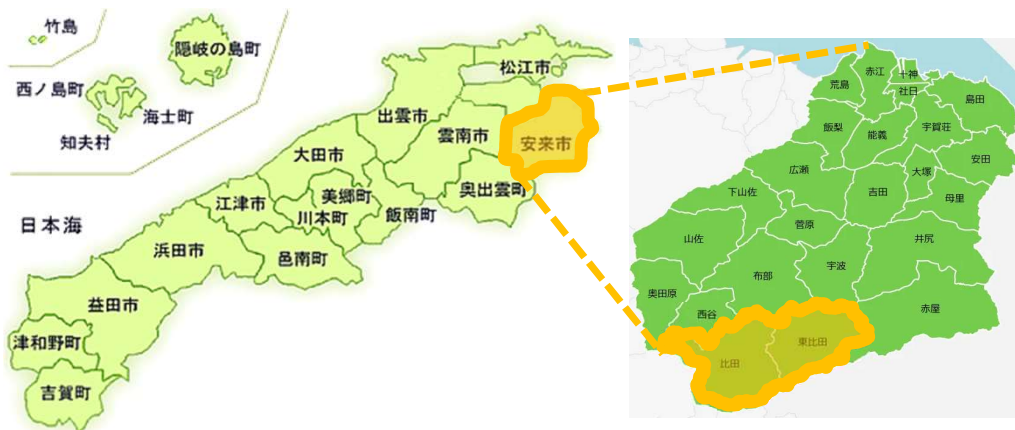 竹島
隠岐の島町
西ノ島町
海士町
知夫村
松江市
出雲市
雲南市
安来市
大田市
奥出雲町
美郷町
江津市
川本町
飯南町
日本海
浜田市
邑南町
益田市
津和野町
吉賀町
赤江
十神
荒島
社日
島田
飯梨
能義
宇賀荘
安田
広瀬
大塚
下山佐
吉田
母里
菅原
山佐
井尻
布部
宇波
奥田原
赤屋
西谷
東比田
比田